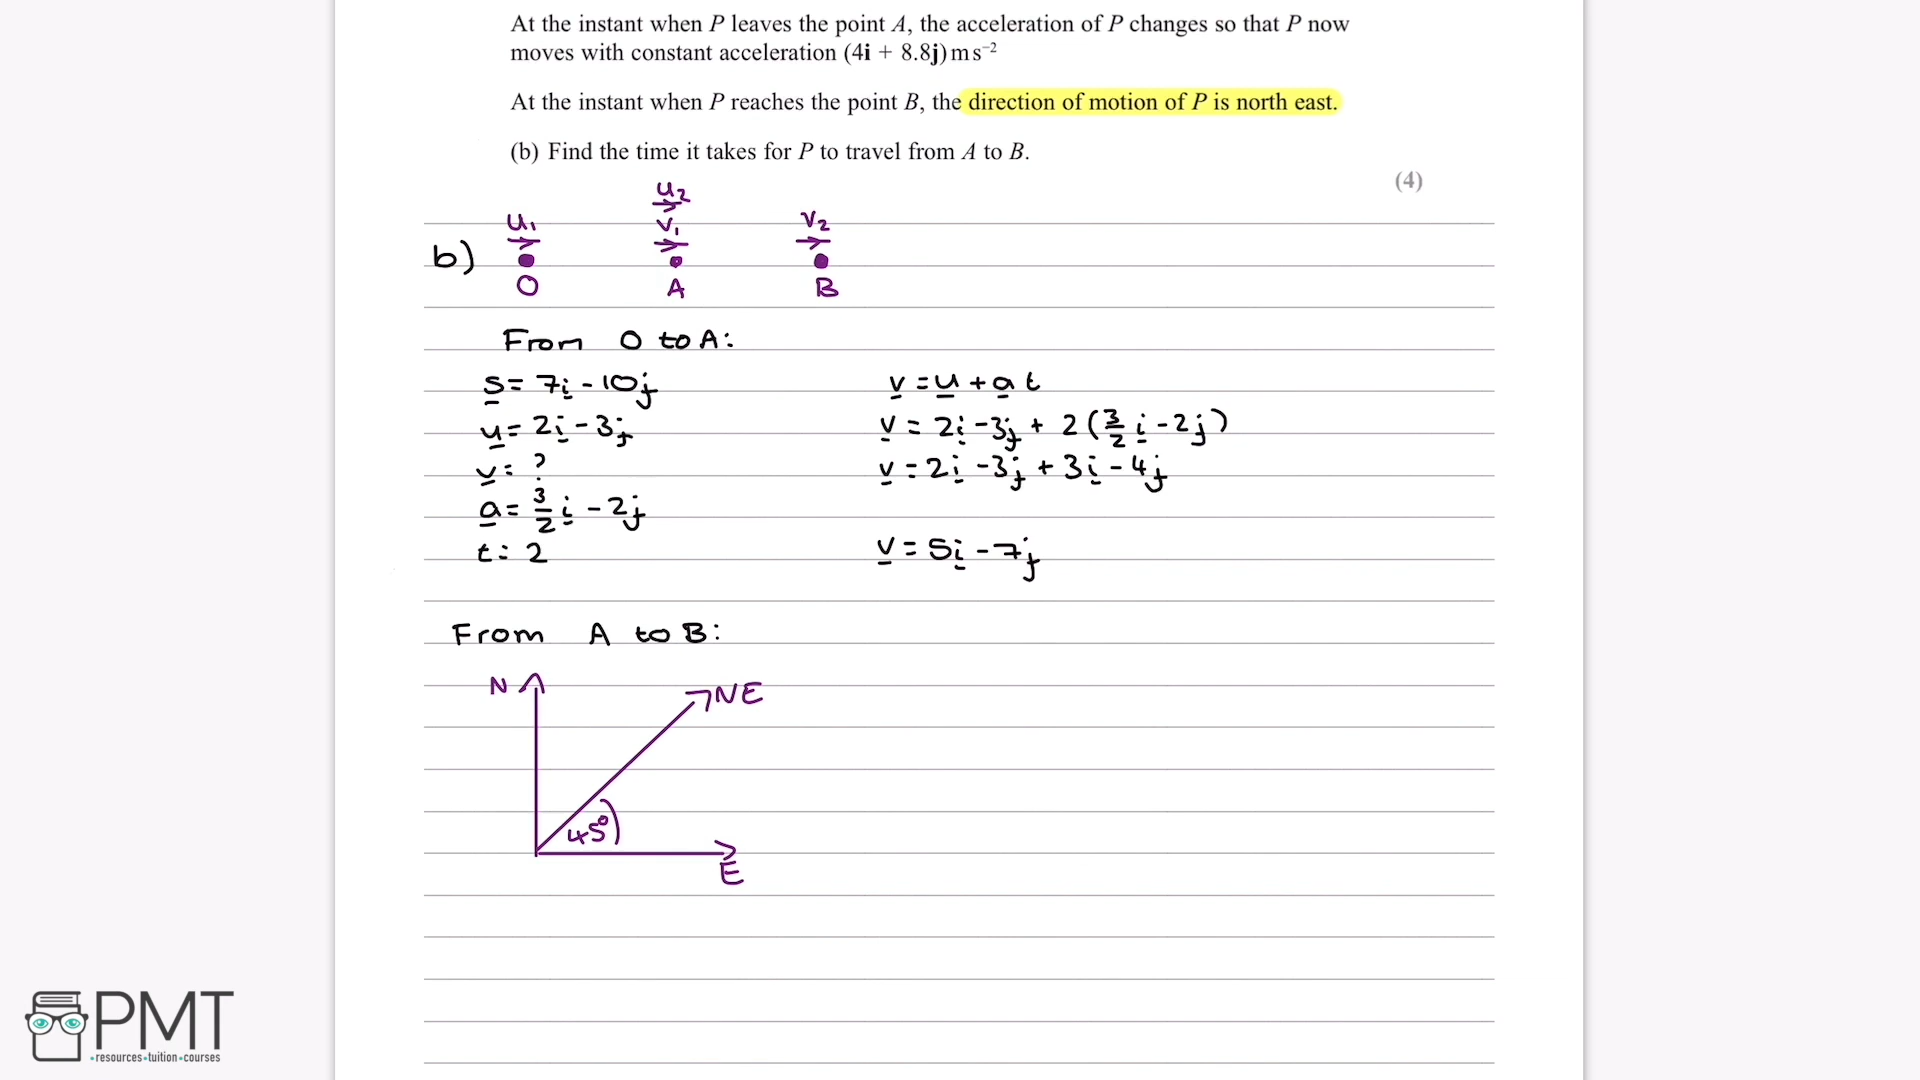 At the instant when P leaves the point A, the acceleration of P changes so that P now
moves with constant acceleration (4i + 8.8j) m s⁻²
At the instant when P reaches the point B, the direction of motion of P is north east.
(b) Find the time it takes for P to travel from A to B.
(4)
b)
u₁
O
u₂
v₁
A
v₂
B
From O to A:
s = 7i - 10j
u = 2i - 3j
v = ?
a = 3/2 i - 2j
t = 2
v = u + a t
v = 2i - 3j + 2(3/2 i - 2j)
v = 2i - 3j + 3i - 4j
v = 5i - 7j
From A to B:
N
NE
45°
E
PMT
•resources•tuition•courses